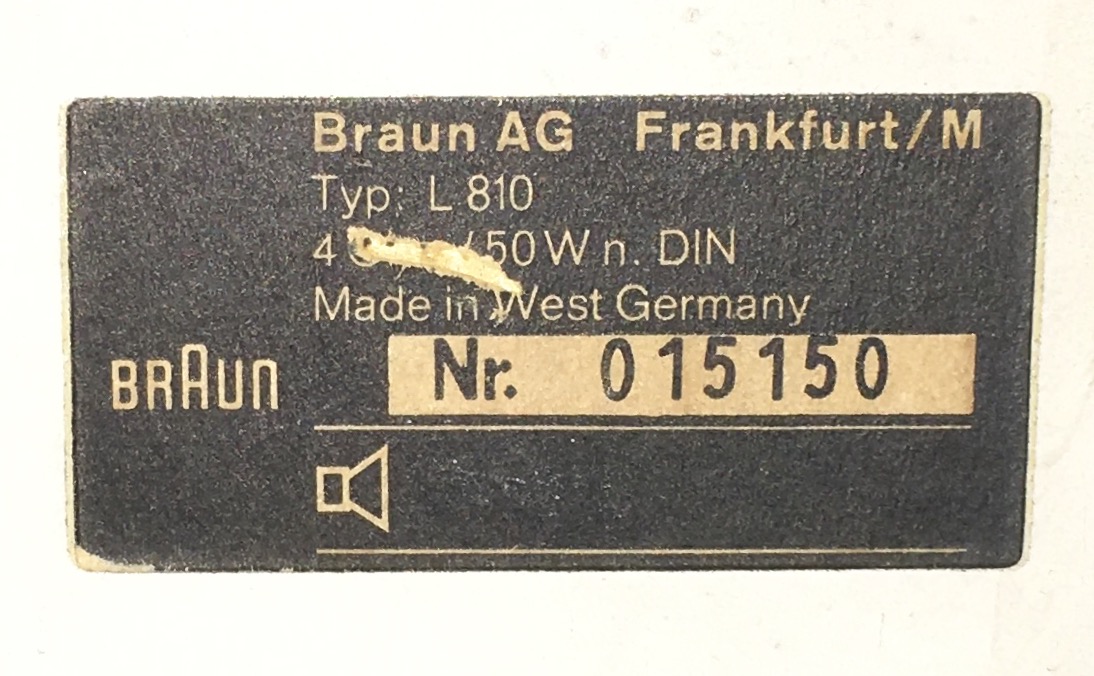 Braun AG Frankfurt/M
Typ: L 810
4 /50 W n. DIN
Made in West Germany
BRAUN
Nr. 015150